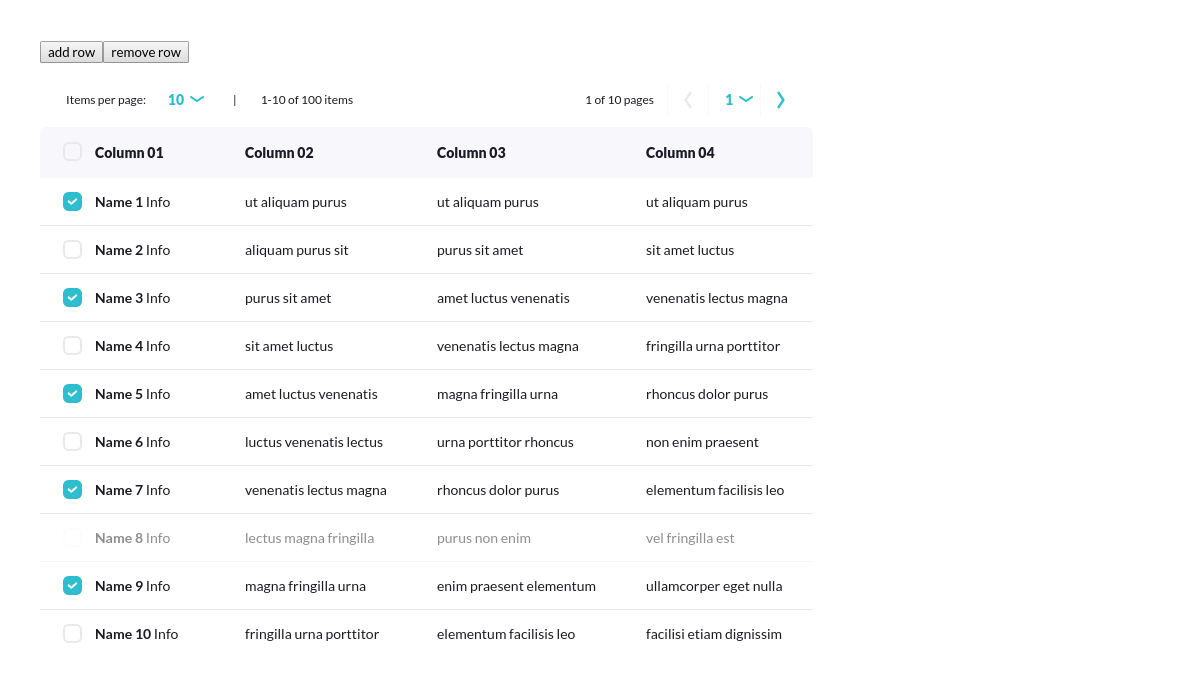 add row remove row
Items per page: 10 | 1-10 of 100 items 1 of 10 pages 1
Column 01 Column 02 Column 03 Column 04
Name 1 Info ut aliquam purus ut aliquam purus ut aliquam purus
Name 2 Info aliquam purus sit purus sit amet sit amet luctus
Name 3 Info purus sit amet amet luctus venenatis venenatis lectus magna
Name 4 Info sit amet luctus venenatis lectus magna fringilla urna porttitor
Name 5 Info amet luctus venenatis magna fringilla urna rhoncus dolor purus
Name 6 Info luctus venenatis lectus urna porttitor rhoncus non enim praesent
Name 7 Info venenatis lectus magna rhoncus dolor purus elementum facilisis leo
Name 8 Info lectus magna fringilla purus non enim vel fringilla est
Name 9 Info magna fringilla urna enim praesent elementum ullamcorper eget nulla
Name 10 Info fringilla urna porttitor elementum facilisis leo facilisi etiam dignissim